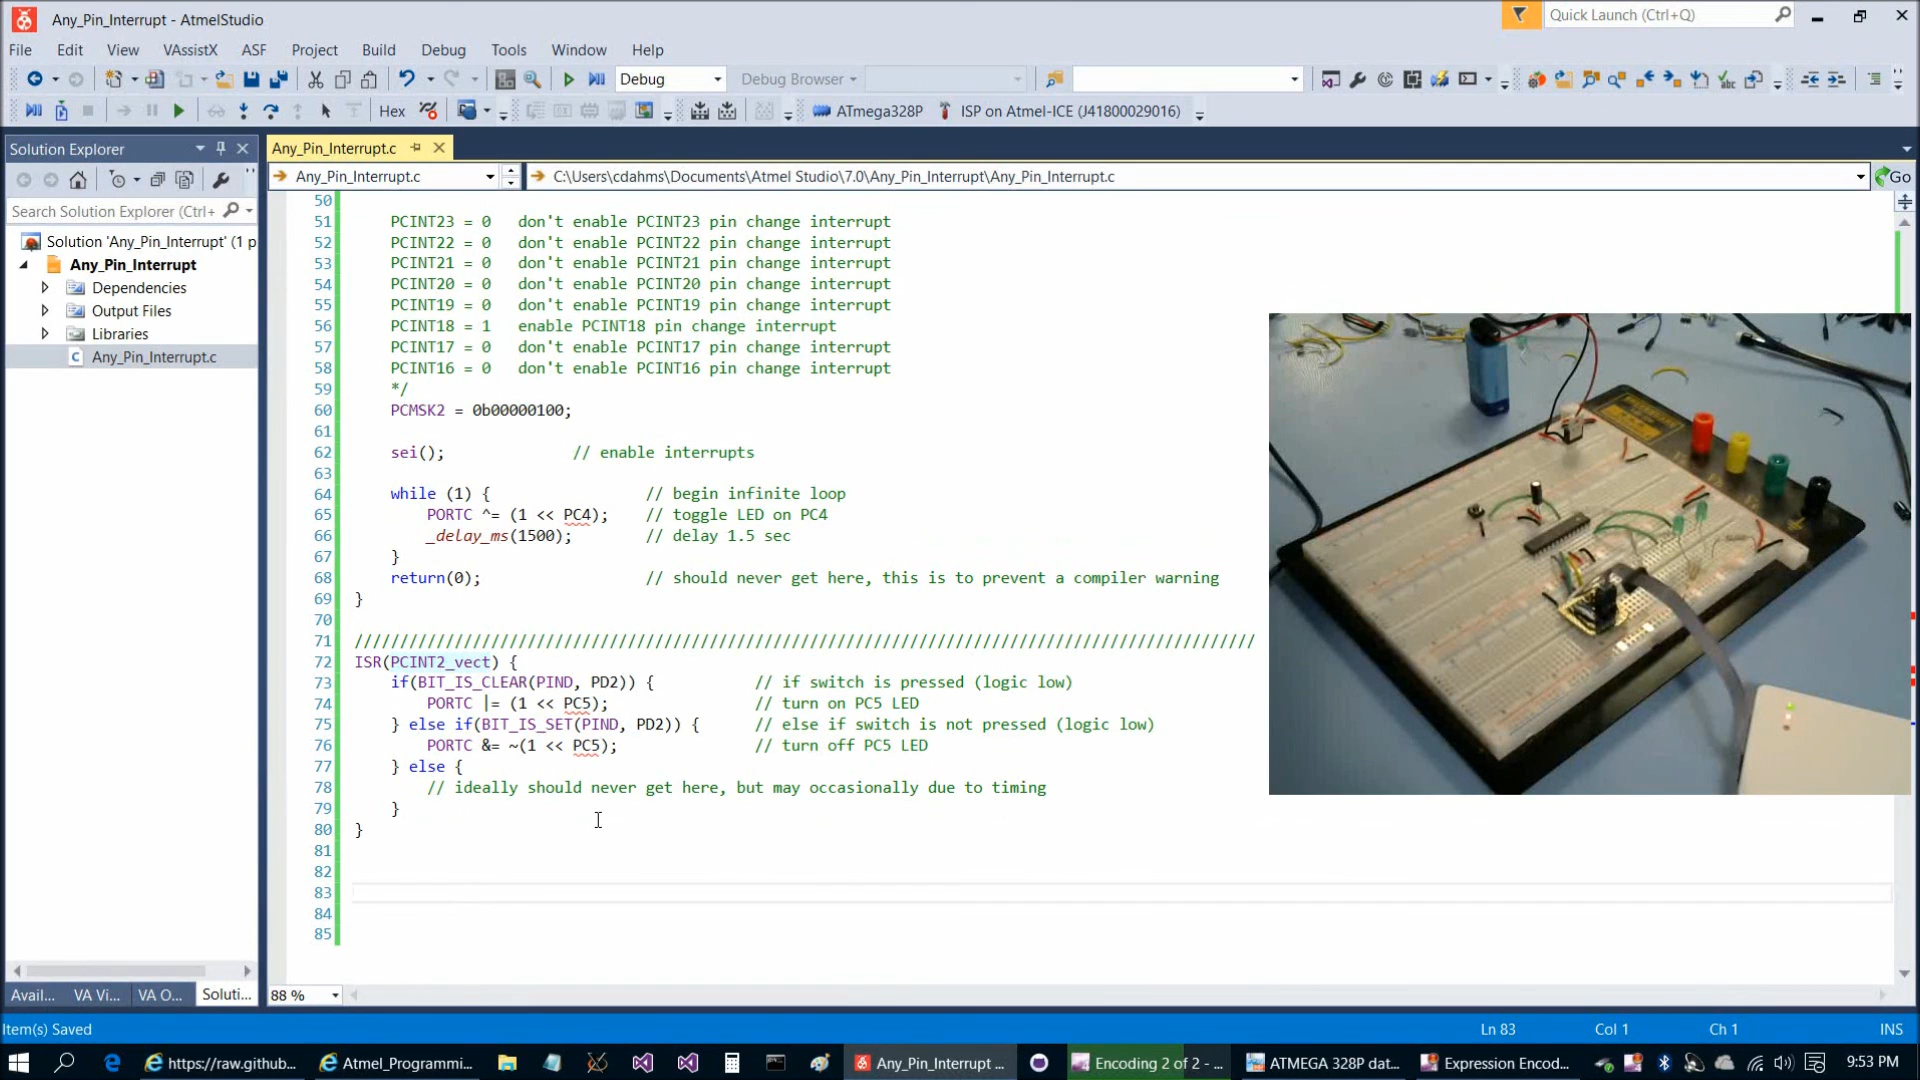 Any_Pin_Interrupt - AtmelStudio
Quick Launch (Ctrl+Q)
File Edit View VAssistX ASF Project Build Debug Tools Window Help
Debug
Debug Browser
Hex
ATmega328P
ISP on Atmel-ICE (J41800029016)
Solution Explorer
Search Solution Explorer (Ctrl+
Solution 'Any_Pin_Interrupt' (1 p
Any_Pin_Interrupt
Dependencies
Output Files
Libraries
Any_Pin_Interrupt.c
Avail... VA Vi... VA O... Soluti...
Any_Pin_Interrupt.c
Any_Pin_Interrupt.c
C:\Users\cdahms\Documents\Atmel Studio\7.0\Any_Pin_Interrupt\Any_Pin_Interrupt.c
Go
50
51 PCINT23 = 0 don't enable PCINT23 pin change interrupt
52 PCINT22 = 0 don't enable PCINT22 pin change interrupt
53 PCINT21 = 0 don't enable PCINT21 pin change interrupt
54 PCINT20 = 0 don't enable PCINT20 pin change interrupt
55 PCINT19 = 0 don't enable PCINT19 pin change interrupt
56 PCINT18 = 1 enable PCINT18 pin change interrupt
57 PCINT17 = 0 don't enable PCINT17 pin change interrupt
58 PCINT16 = 0 don't enable PCINT16 pin change interrupt
59 */
60 PCMSK2 = 0b00000100;
61
62 sei(); // enable interrupts
63
64 while (1) { // begin infinite loop
65 PORTC ^= (1 << PC4); // toggle LED on PC4
66 _delay_ms(1500); // delay 1.5 sec
67 }
68 return(0); // should never get here, this is to prevent a compiler warning
69 }
70
71 ////////////////////////////////////////////////////////////////////////////////////////////////////
72 ISR(PCINT2_vect) {
73 if(BIT_IS_CLEAR(PIND, PD2)) { // if switch is pressed (logic low)
74 PORTC |= (1 << PC5); // turn on PC5 LED
75 } else if(BIT_IS_SET(PIND, PD2)) { // else if switch is not pressed (logic low)
76 PORTC &= ~(1 << PC5); // turn off PC5 LED
77 } else {
78 // ideally should never get here, but may occasionally due to timing
79 }
80 }
81
82
83
84
85
88 %
Item(s) Saved
Ln 83 Col 1 Ch 1 INS
https://raw.github... Atmel_Programmi... Any_Pin_Interrupt ... Encoding 2 of 2 - ... ATMEGA 328P dat... Expression Encod... 9:53 PM